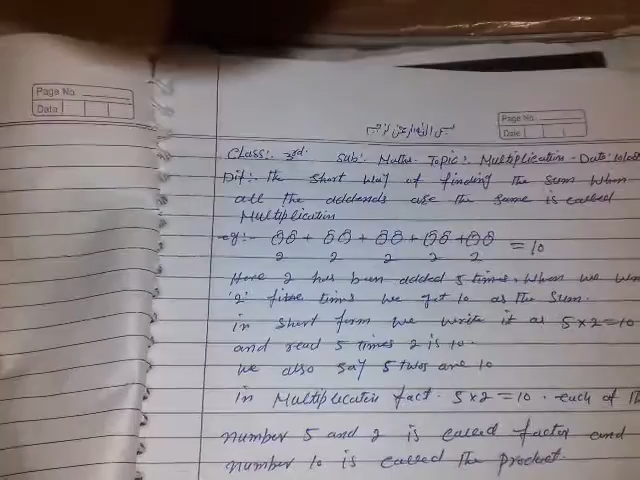 Page No.
Data
Page No.
Date
بسم الله الرحمن الرحيم
Class:- 3rd Sub:- Maths Topic:- Multiplication - Date:
Dif:- The short way of finding the sum when
all the addends are the same is called
Multiplication
eg:- + + + + = 10
2 2 2 2 2
Here 2 has been added 5 times. When we
'2' five times we get 10 as the sum.
in short form we write it as 5 x 2 = 10
and read 5 times 2 is 10.
we also say 5 twos are 10
in Multiplication fact. 5 x 2 = 10. each of
number 5 and 2 is called factor and
number 10 is called the product.